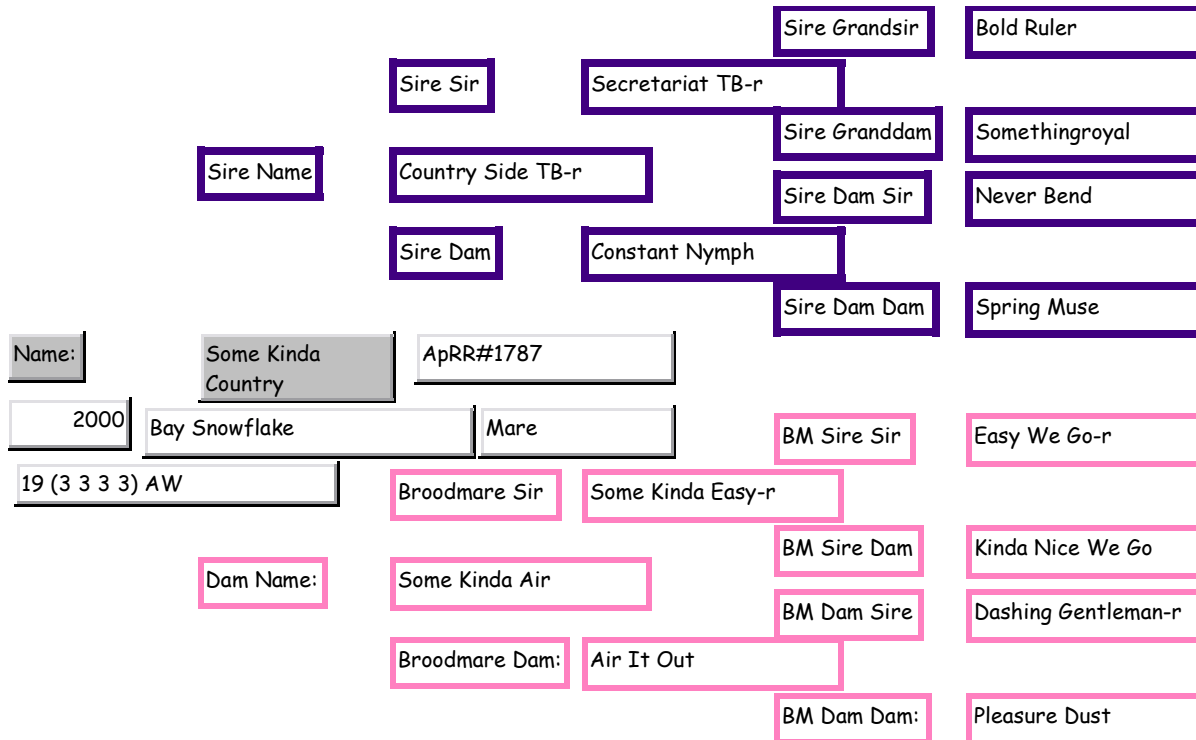 Sire Grandsir Bold Ruler
Sire Sir Secretariat TB-r
Sire Granddam Somethingroyal
Sire Name Country Side TB-r
Sire Dam Sir Never Bend
Sire Dam Constant Nymph
Sire Dam Dam Spring Muse
Name: Some Kinda ApRR#1787
Country
2000 Bay Snowflake Mare BM Sire Sir Easy We Go-r
19 (3 3 3 3) AW Broodmare Sir Some Kinda Easy-r
BM Sire Dam Kinda Nice We Go
Dam Name: Some Kinda Air
BM Dam Sire Dashing Gentleman-r
Broodmare Dam: Air It Out
BM Dam Dam: Pleasure Dust